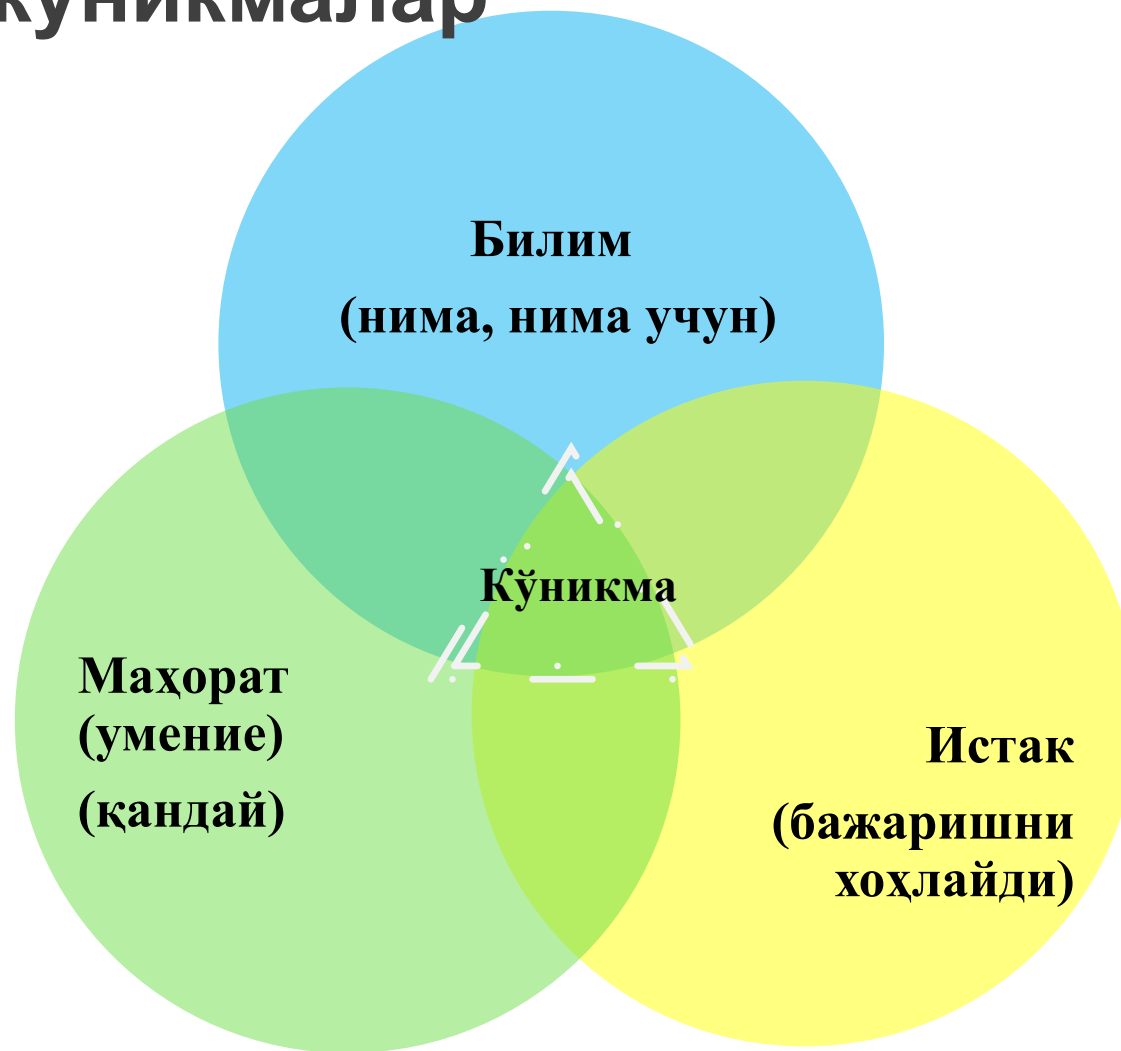 кўникмалар
Билим
(нима, нима учун)
Кўникма
Маҳорат
(умение)
(қандай)
Истак
(бажаришни
хоҳлайди)